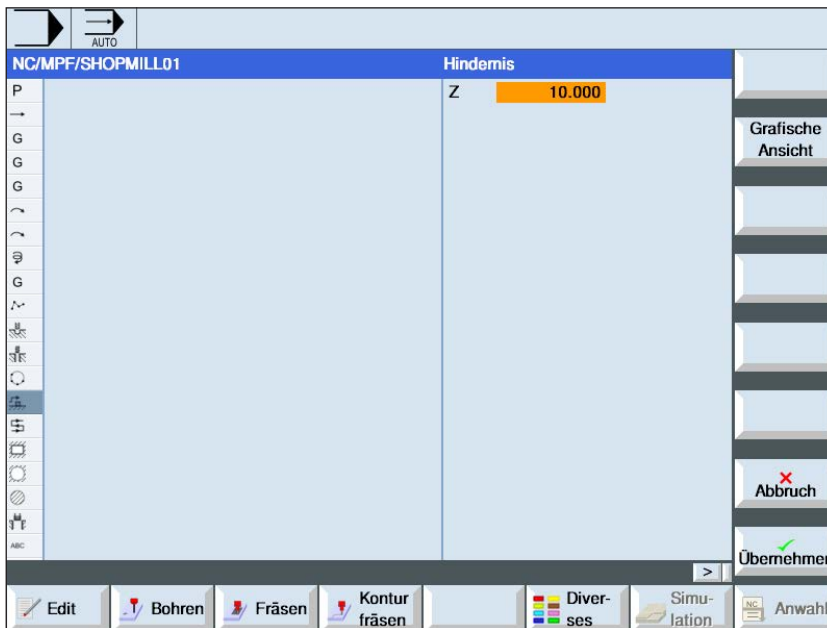 AUTO
NC/MPF/SHOPMILL01
Hindernis
P
Z 10.000
G
G
G
G
ABC
Grafische
Ansicht
Abbruch
Übernehmen
>
Edit
Bohren
Fräsen
Kontur
fräsen
Diver-
ses
Simu-
lation
NC
Anwahl